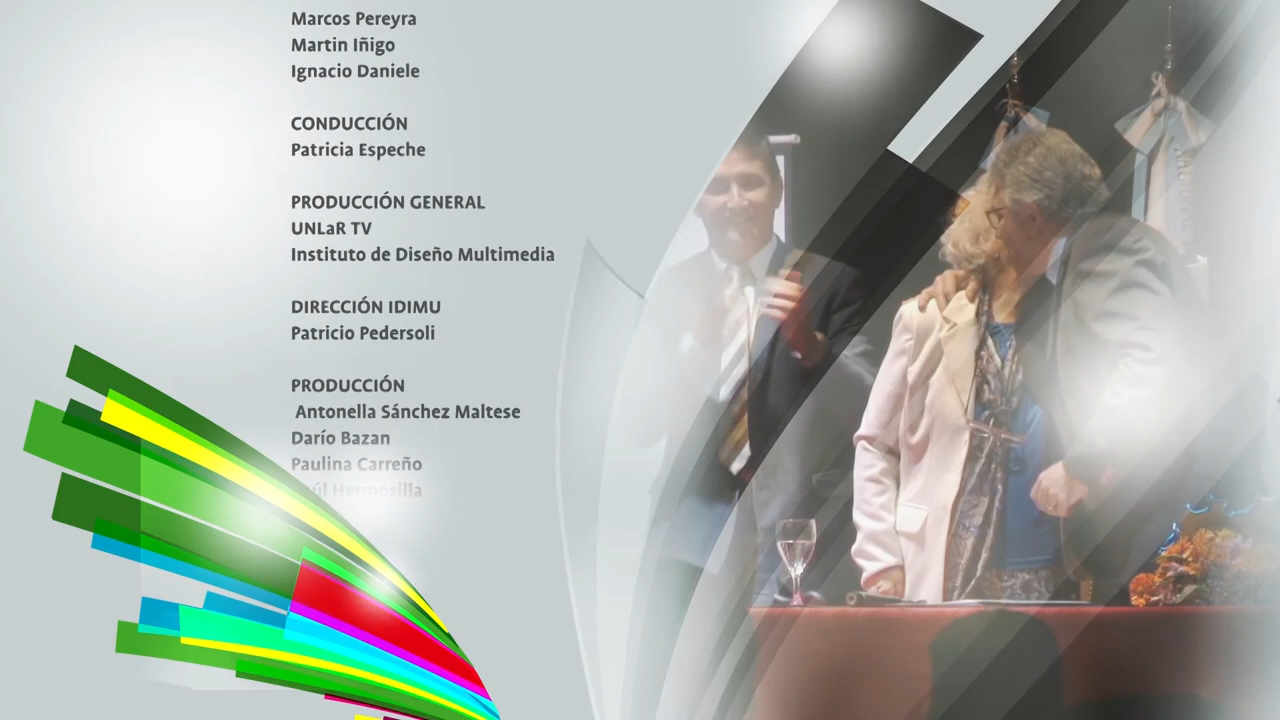 Marcos Pereyra
Martin Iñigo
Ignacio Daniele
CONDUCCIÓN
Patricia Espeche
PRODUCCIÓN GENERAL
UNLaR TV
Instituto de Diseño Multimedia
DIRECCIÓN IDIMU
Patricio Pedersoli
PRODUCCIÓN
Antonella Sánchez Maltese
Darío Bazan
Paulina Carreño
Hermosilla